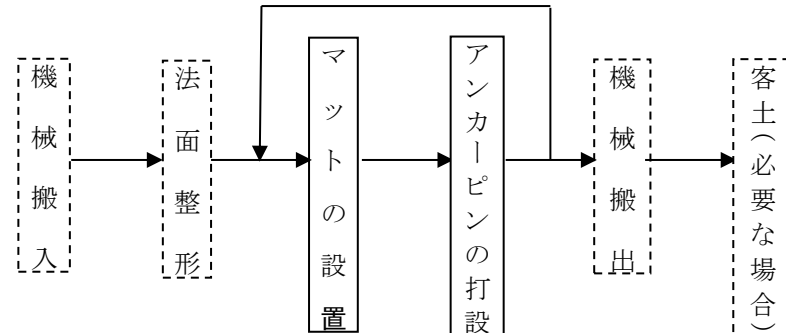 機械搬入
法面整形
マットの設置
アンカーピンの打設
機械搬出
客土(必要な場合)